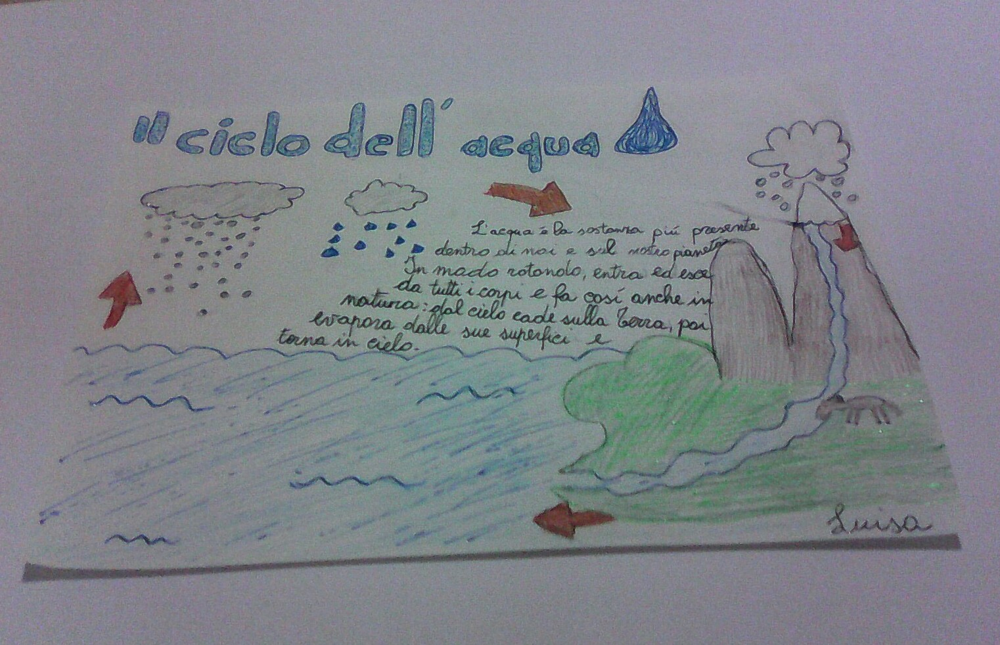 Il ciclo dell' acqua
L'acqua è la sostanza più presente
dentro di noi e sul nostro pianeta
In modo rotondo, entra ed esce
da tutti i corpi e fa così anche in
natura: dal cielo cade sulla Terra, poi
evapora dalle sue superfici e
torna in cielo.
Luisa